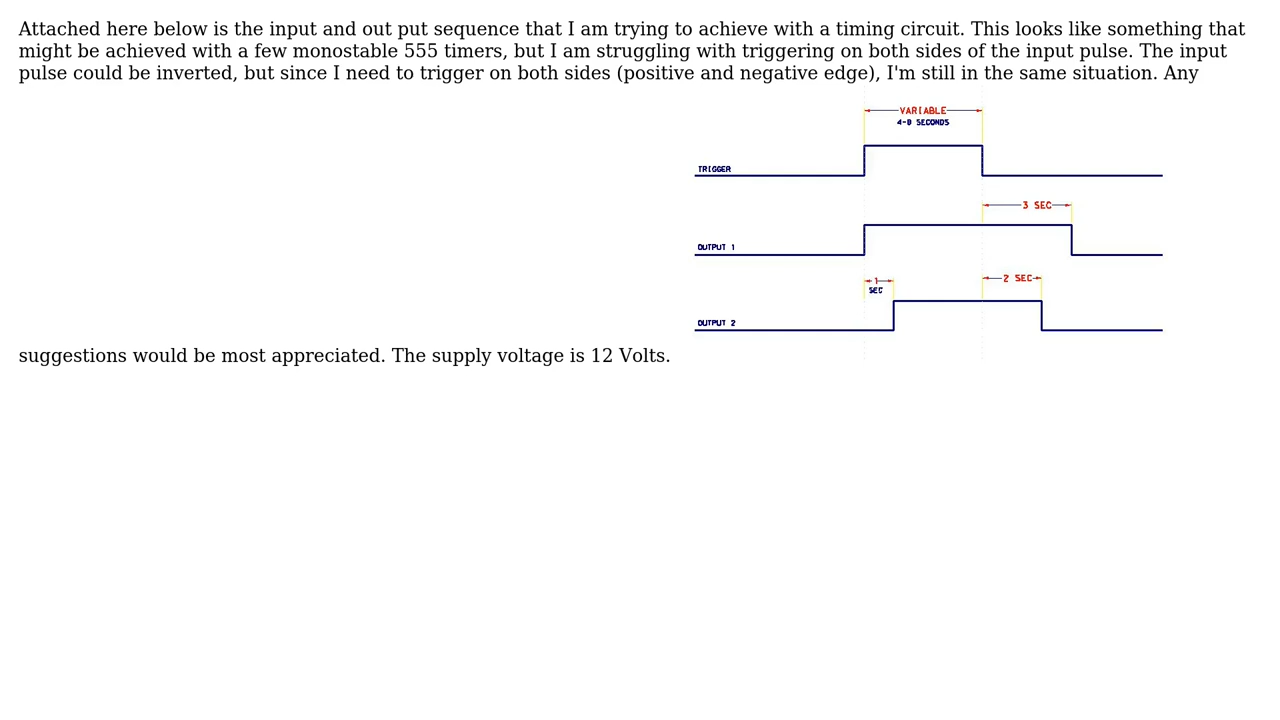 Attached here below is the input and out put sequence that I am trying to achieve with a timing circuit. This looks like something that
might be achieved with a few monostable 555 timers, but I am struggling with triggering on both sides of the input pulse. The input
pulse could be inverted, but since I need to trigger on both sides (positive and negative edge), I'm still in the same situation. Any
VARIABLE
4-8 SECONDS
TRIGGER
3 SEC
OUTPUT 1
1
SEC
2 SEC
OUTPUT 2
suggestions would be most appreciated. The supply voltage is 12 Volts.